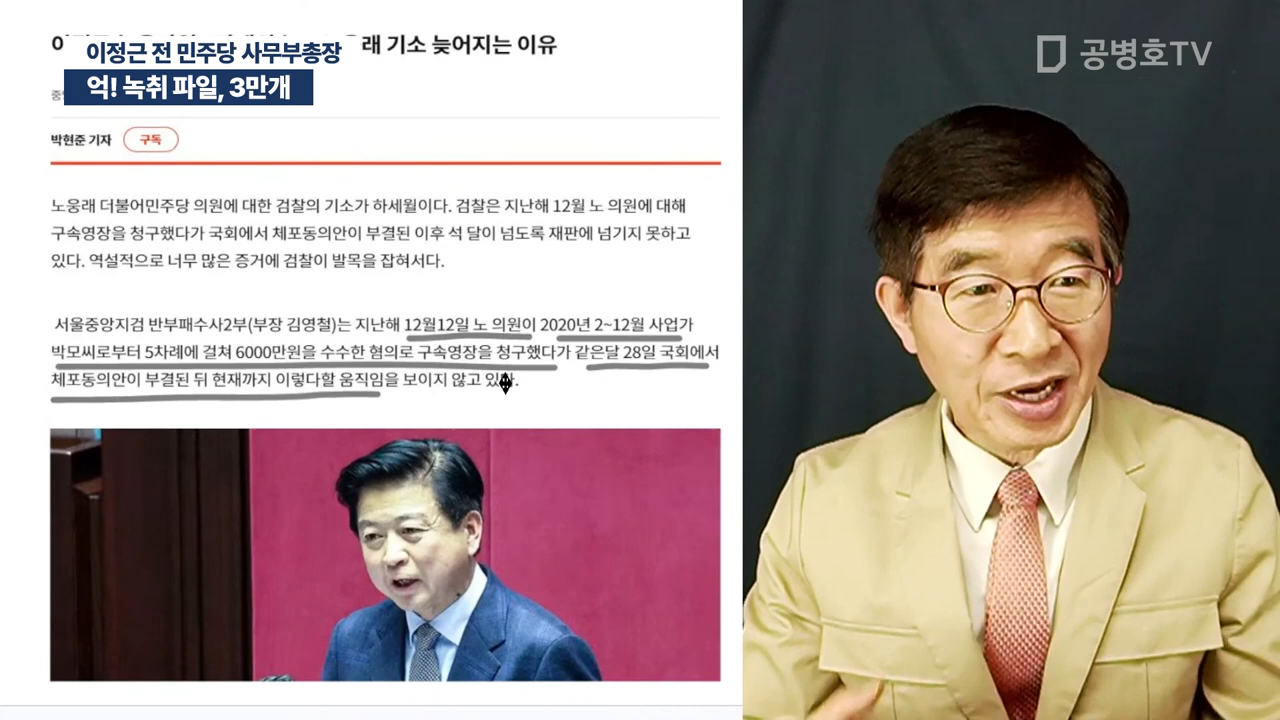 이정근 전 민주당 사무부총장
래 기소 늦어지는 이유
억! 녹취 파일, 3만개
공병호TV
박현준 기자
구독
노웅래 더불어민주당 의원에 대한 검찰의 기소가 하세월이다. 검찰은 지난해 12월 노 의원에 대해
구속영장을 청구했다가 국회에서 체포동의안이 부결된 이후 석 달이 넘도록 재판에 넘기지 못하고
있다. 역설적으로 너무 많은 증거에 검찰이 발목을 잡혀서다.
서울중앙지검 반부패수사2부(부장 김영철)는 지난해 12월12일 노 의원이 2020년 2~12월 사업가
박모씨로부터 5차례에 걸쳐 6000만원을 수수한 혐의로 구속영장을 청구했다가 같은달 28일 국회에서
체포동의안이 부결된 뒤 현재까지 이렇다할 움직임을 보이지 않고 있다.